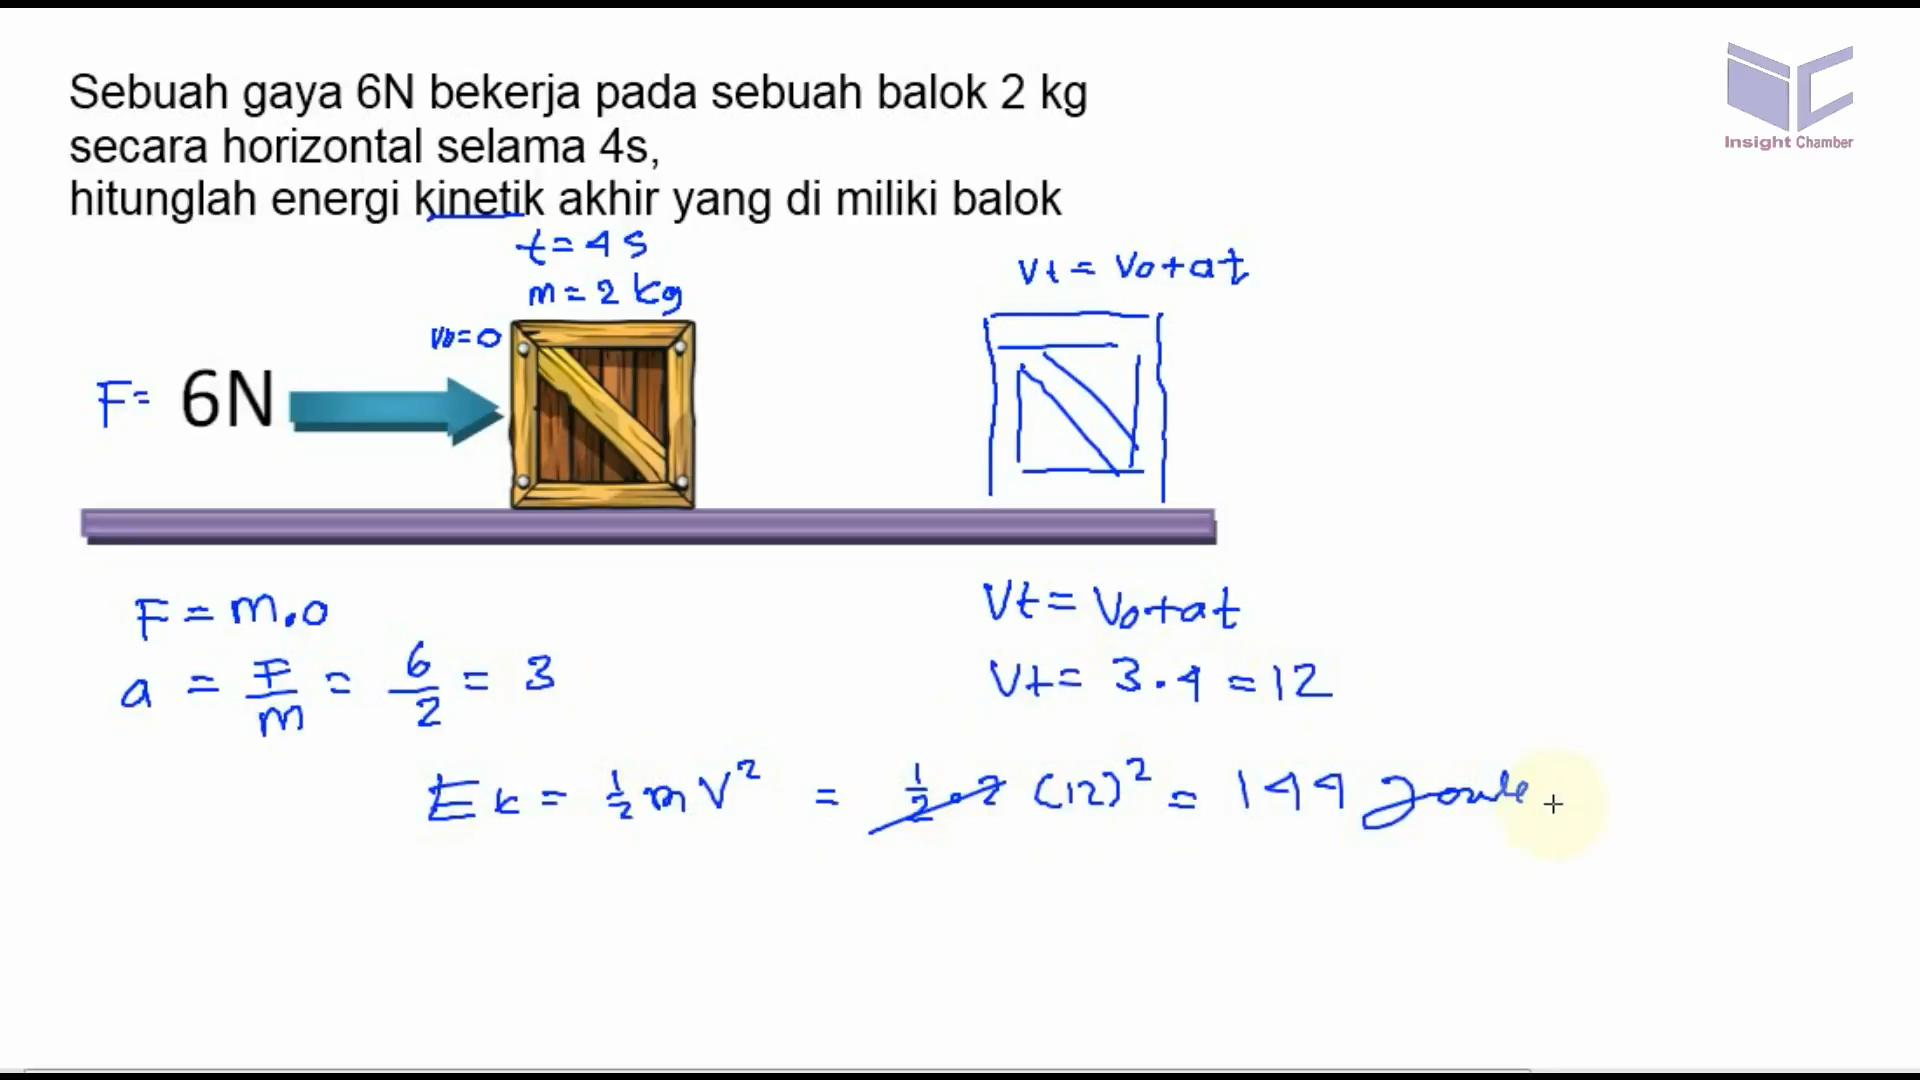 Insight Chamber
Sebuah gaya 6N bekerja pada sebuah balok 2 kg
secara horizontal selama 4s,
hitunglah energi kinetik akhir yang di miliki balok
t = 4 s
m = 2 kg
v0 = 0
F = 6N
Vt = Vo + at
F = m.a
a = F/m = 6/2 = 3
Vt = Vo + at
Vt = 3 . 4 = 12
Ek = ½ m V² = ½ . 2 (12)² = 144 Joule